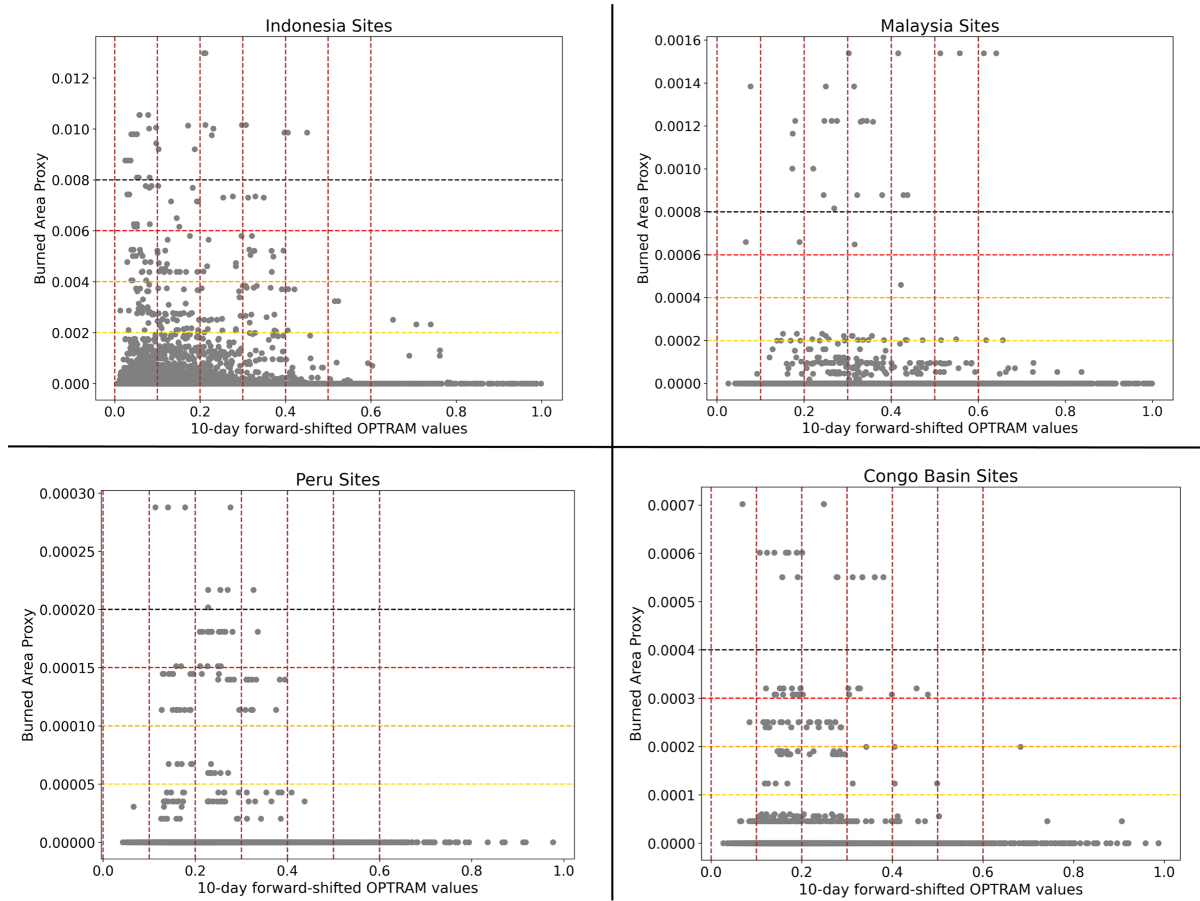 Indonesia Sites
Burned Area Proxy
0.012
0.010
0.008
0.006
0.004
0.002
0.000
0.0 0.2 0.4 0.6 0.8 1.0
10-day forward-shifted OPTRAM values
Malaysia Sites
Burned Area Proxy
0.0016
0.0014
0.0012
0.0010
0.0008
0.0006
0.0004
0.0002
0.0000
0.0 0.2 0.4 0.6 0.8 1.0
10-day forward-shifted OPTRAM values
Peru Sites
Burned Area Proxy
0.00030
0.00025
0.00020
0.00015
0.00010
0.00005
0.00000
0.0 0.2 0.4 0.6 0.8 1.0
10-day forward-shifted OPTRAM values
Congo Basin Sites
Burned Area Proxy
0.0007
0.0006
0.0005
0.0004
0.0003
0.0002
0.0001
0.0000
0.0 0.2 0.4 0.6 0.8 1.0
10-day forward-shifted OPTRAM values